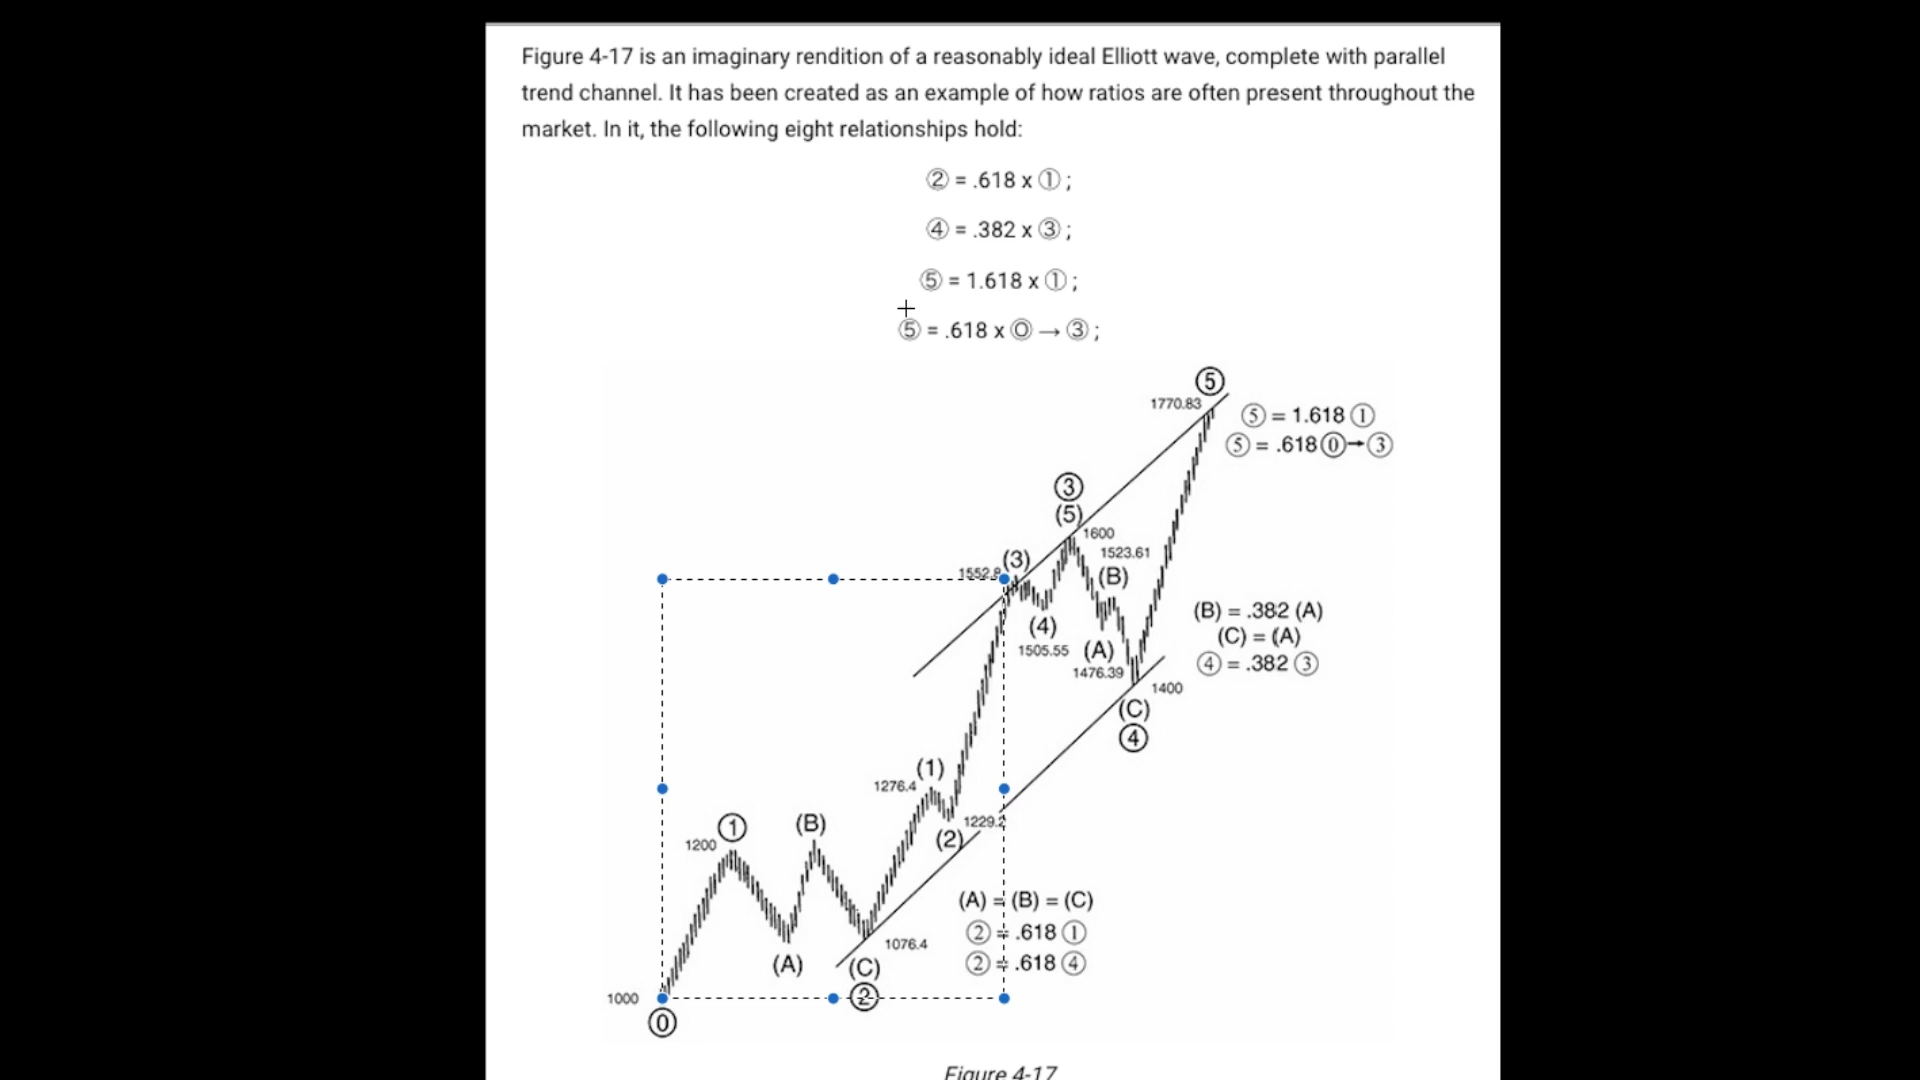 Figure 4-17 is an imaginary rendition of a reasonably ideal Elliott wave, complete with parallel
trend channel. It has been created as an example of how ratios are often present throughout the
market. In it, the following eight relationships hold:
② = .618 x ① ;
④ = .382 x ③ ;
⑤ = 1.618 x ① ;
⑤ = .618 x ⓪ → ③ ;
⑤
1770.83
⑤ = 1.618 ①
⑤ = .618 ⓪→③
③
(5)
1600
1523.61
(B)
(3)
1552.8
(4)
1505.55
(A)
1476.39
(B) = .382 (A)
(C) = (A)
④ = .382 ③
1400
(C)
④
(1)
1276.4
1229.2
(2)
①
1200
(B)
(A) = (B) = (C)
② = .618 ①
② = .618 ④
1076.4
(A)
(C)
②
1000
⓪
Figure 4-17